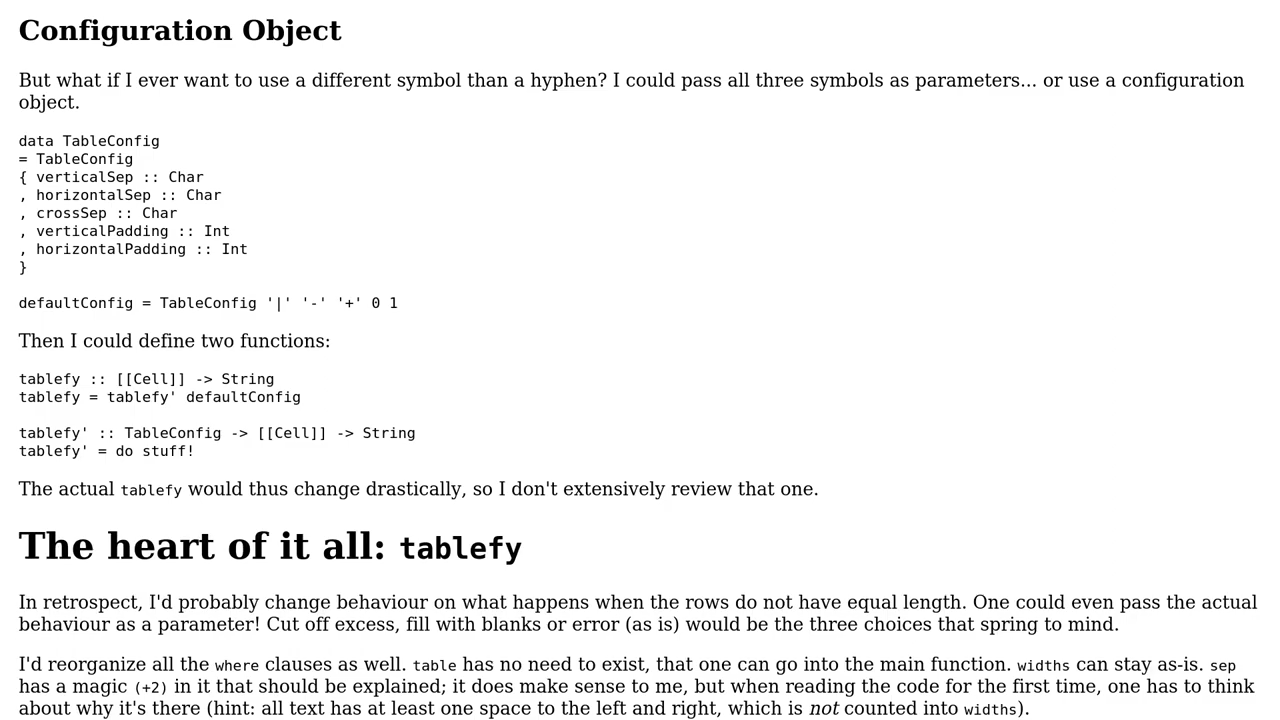 Configuration Object
But what if I ever want to use a different symbol than a hyphen? I could pass all three symbols as parameters... or use a configuration
object.
data TableConfig
= TableConfig
{ verticalSep :: Char
, horizontalSep :: Char
, crossSep :: Char
, verticalPadding :: Int
, horizontalPadding :: Int
}
defaultConfig = TableConfig '|' '-' '+' 0 1
Then I could define two functions:
tablefy :: [[Cell]] -> String
tablefy = tablefy' defaultConfig
tablefy' :: TableConfig -> [[Cell]] -> String
tablefy' = do stuff!
The actual tablefy would thus change drastically, so I don't extensively review that one.
The heart of it all: tablefy
In retrospect, I'd probably change behaviour on what happens when the rows do not have equal length. One could even pass the actual
behaviour as a parameter! Cut off excess, fill with blanks or error (as is) would be the three choices that spring to mind.
I'd reorganize all the where clauses as well. table has no need to exist, that one can go into the main function. widths can stay as-is. sep
has a magic (+2) in it that should be explained; it does make sense to me, but when reading the code for the first time, one has to think
about why it's there (hint: all text has at least one space to the left and right, which is not counted into widths).